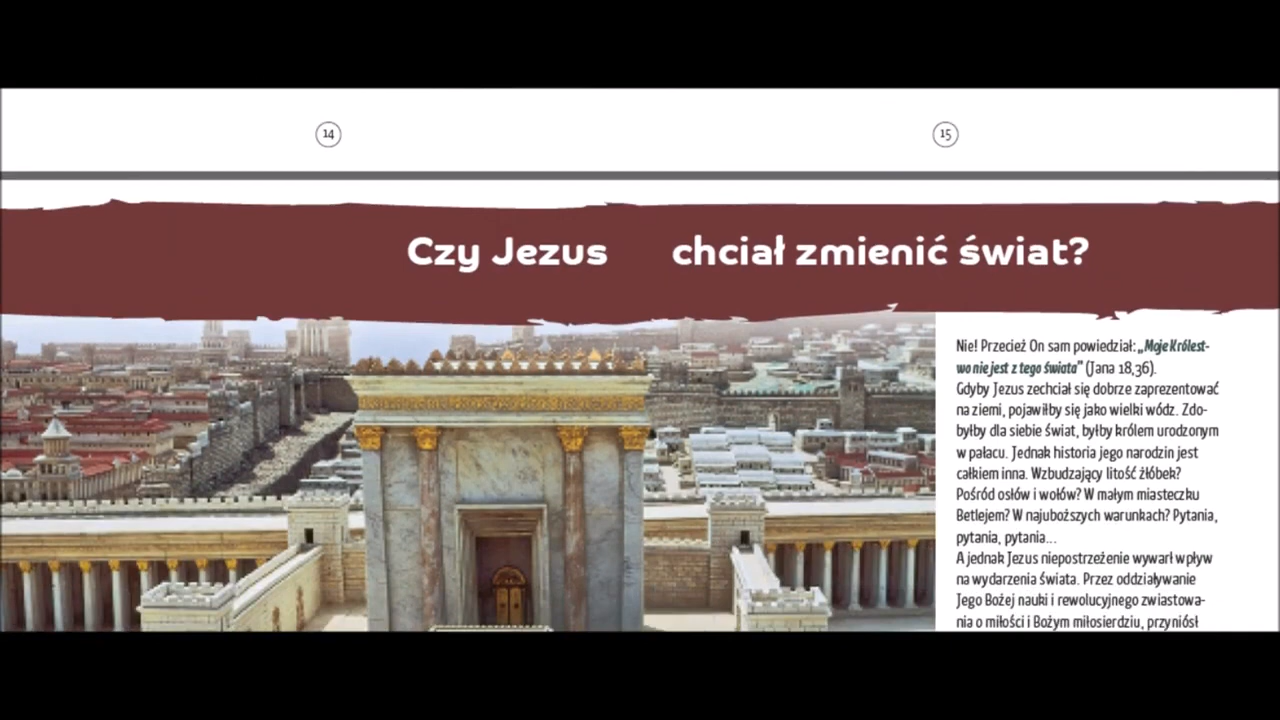 14
15
Czy Jezus chciał zmienić świat?
Nie! Przecież On sam powiedział: „Moje Królest-
wo nie jest z tego świata” (Jana 18,36).
Gdyby Jezus zechciał się dobrze zaprezentować
na ziemi, pojawiłby się jako wielki wódz. Zdo-
byłby dla siebie świat, byłby królem urodzonym
w pałacu. Jednak historia jego narodzin jest
całkiem inna. Wzbudzający litość żłóbek?
Pośród osłów i wołów? W małym miasteczku
Betlejem? W najuboższych warunkach? Pytania,
pytania, pytania...
A jednak Jezus niepostrzeżenie wywarł wpływ
na wydarzenia świata. Przez oddziaływanie
Jego Bożej nauki i rewolucyjnego zwiastowa-
nia o miłości i Bożym miłosierdziu, przyniósł